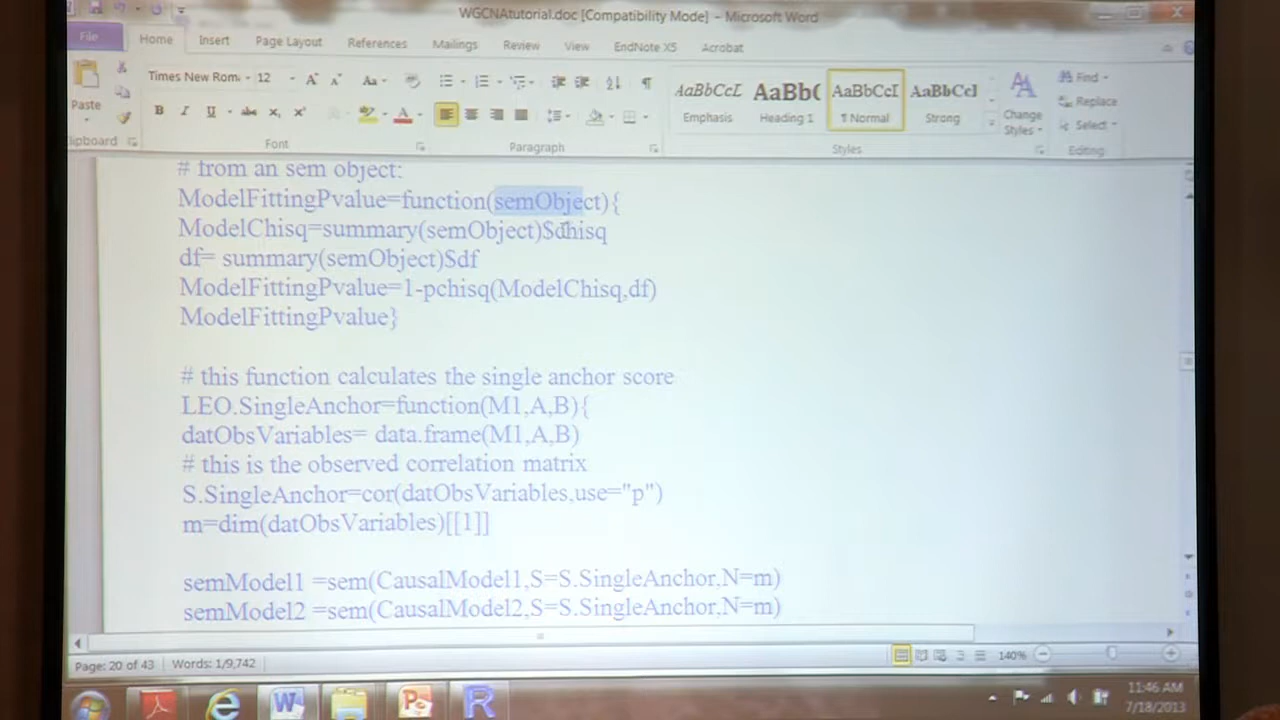 WGCNAtutorial.doc [Compatibility Mode] - Microsoft Word
File Home Insert Page Layout References Mailings Review View EndNote X5 Acrobat
Times New Rom 12
Paste
AaBbCcL AaBb( AaBbCcI AaBbCcl
Emphasis Heading 1 ¶ Normal Strong
Change Styles
Find
Replace
Select
lipboard Font Paragraph Styles Editing
# from an sem object:
ModelFittingPvalue=function(semObject){
ModelChisq=summary(semObject)$chisq
df= summary(semObject)$df
ModelFittingPvalue=1-pchisq(ModelChisq,df)
ModelFittingPvalue}
# this function calculates the single anchor score
LEO.SingleAnchor=function(M1,A,B){
datObsVariables= data.frame(M1,A,B)
# this is the observed correlation matrix
S.SingleAnchor=cor(datObsVariables,use="p")
m=dim(datObsVariables)[[1]]
semModel1 =sem(CausalModel1,S=S.SingleAnchor,N=m)
semModel2 =sem(CausalModel2,S=S.SingleAnchor,N=m)
Page: 20 of 43 Words: 1/9,742 140%
11:46 AM
7/18/2013